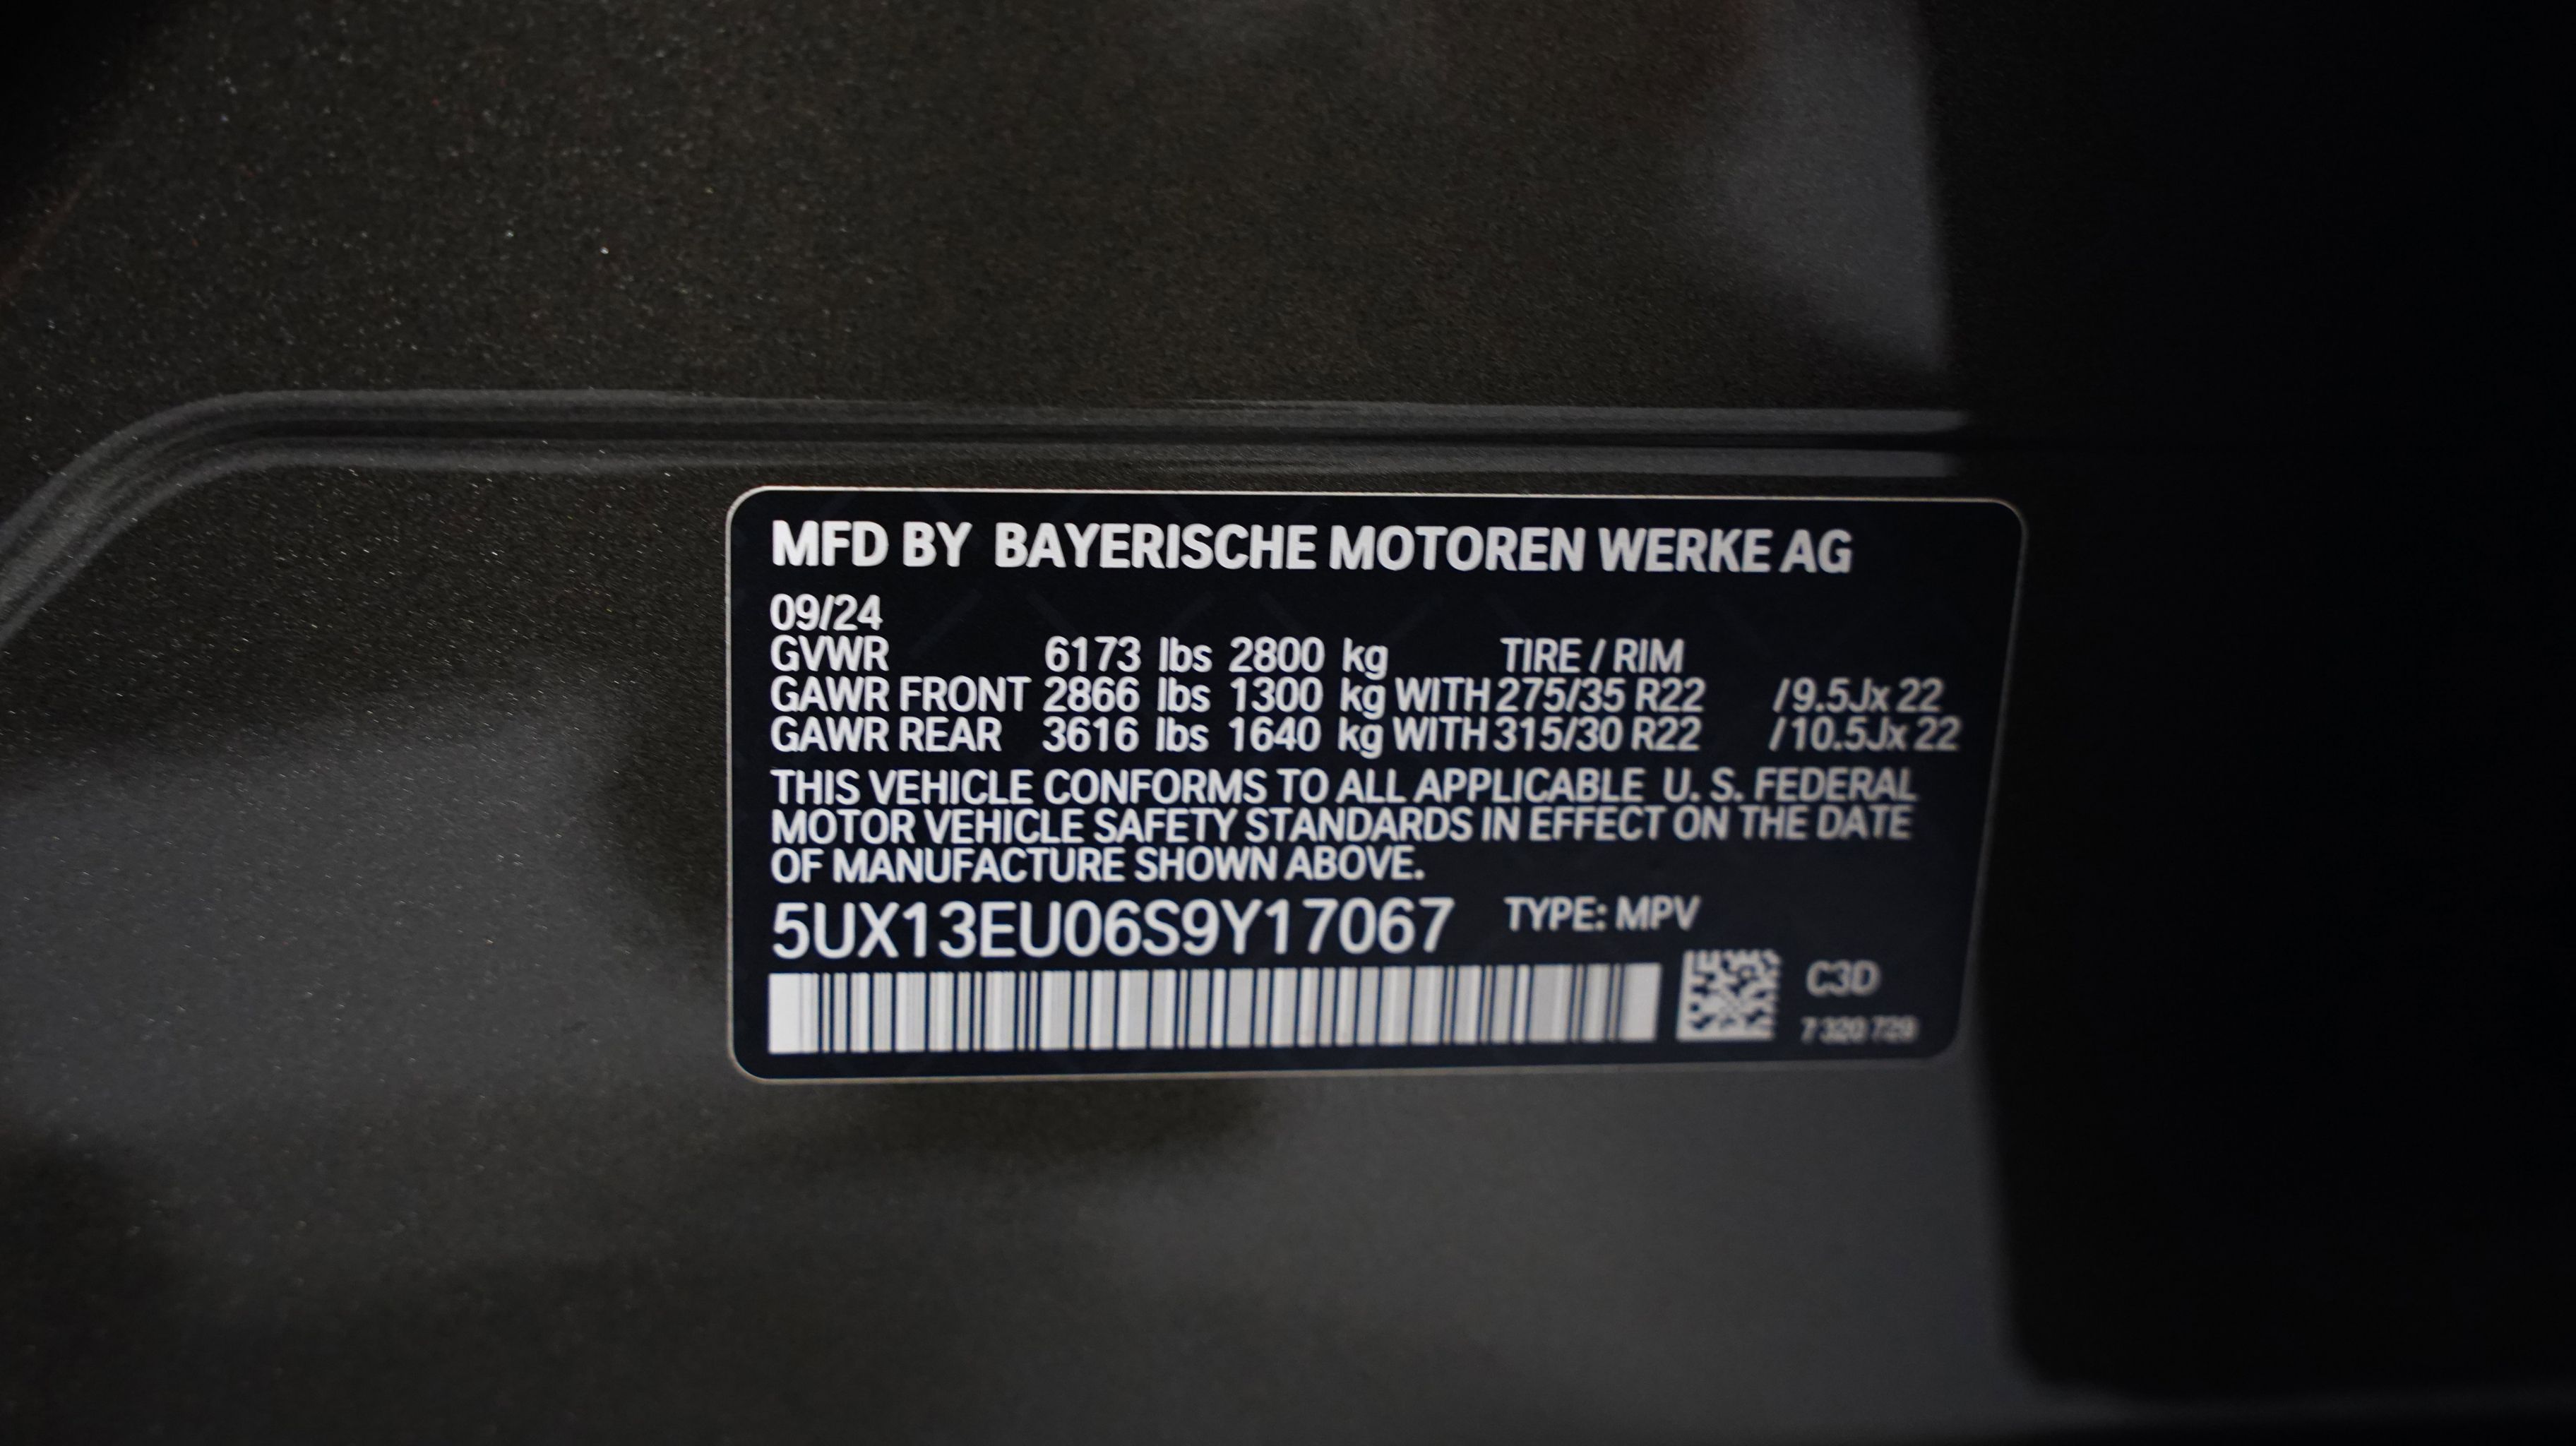 MFD BY BAYERISCHE MOTOREN WERKE AG
09/24
GVWR 6173 lbs 2800 kg TIRE / RIM
GAWR FRONT 2866 lbs 1300 kg WITH 275/35 R22 /9.5Jx 22
GAWR REAR 3616 lbs 1640 kg WITH 315/30 R22 /10.5Jx 22
THIS VEHICLE CONFORMS TO ALL APPLICABLE U. S. FEDERAL
MOTOR VEHICLE SAFETY STANDARDS IN EFFECT ON THE DATE
OF MANUFACTURE SHOWN ABOVE.
5UX13EU06S9Y17067 TYPE: MPV
C3D
7 320